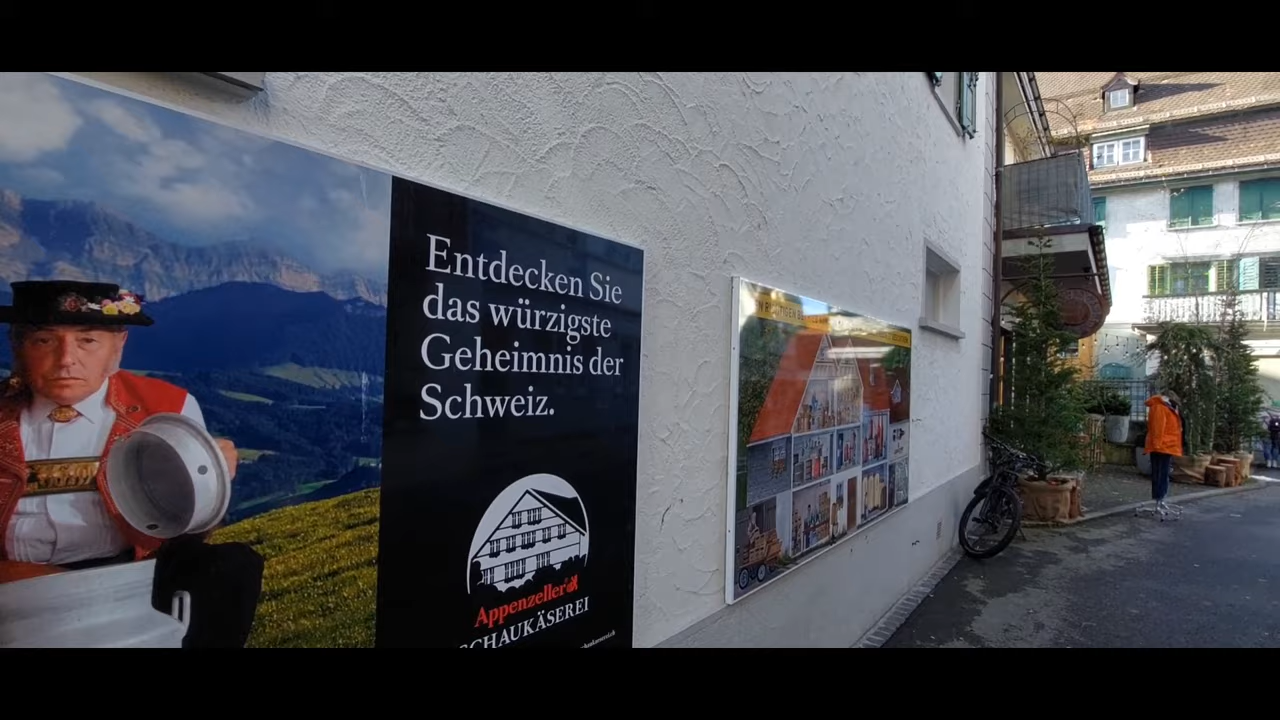 Entdecken Sie
das würzigste
Geheimnis der
Schweiz.
Appenzeller
SCHAUKÄSEREI